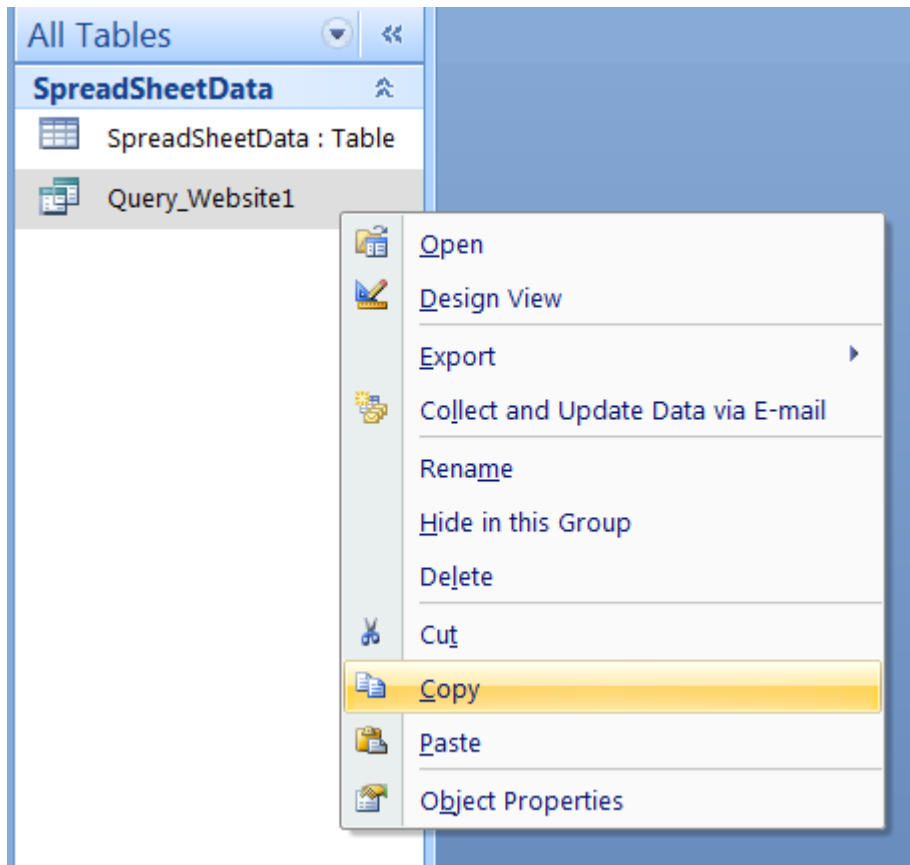 All Tables
SpreadSheetData
SpreadSheetData : Table
Query_Website1
Open
Design View
Export
Collect and Update Data via E-mail
Rename
Hide in this Group
Delete
Cut
Copy
Paste
Object Properties